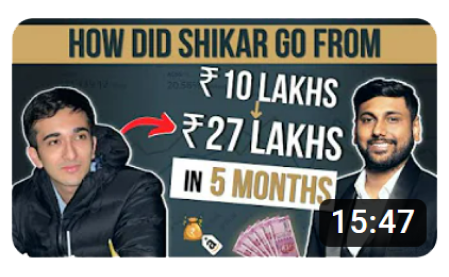 HOW DID SHIKAR GO FROM
₹ 10 LAKHS
₹ 27 LAKHS
IN 5 MONTHS
15:47